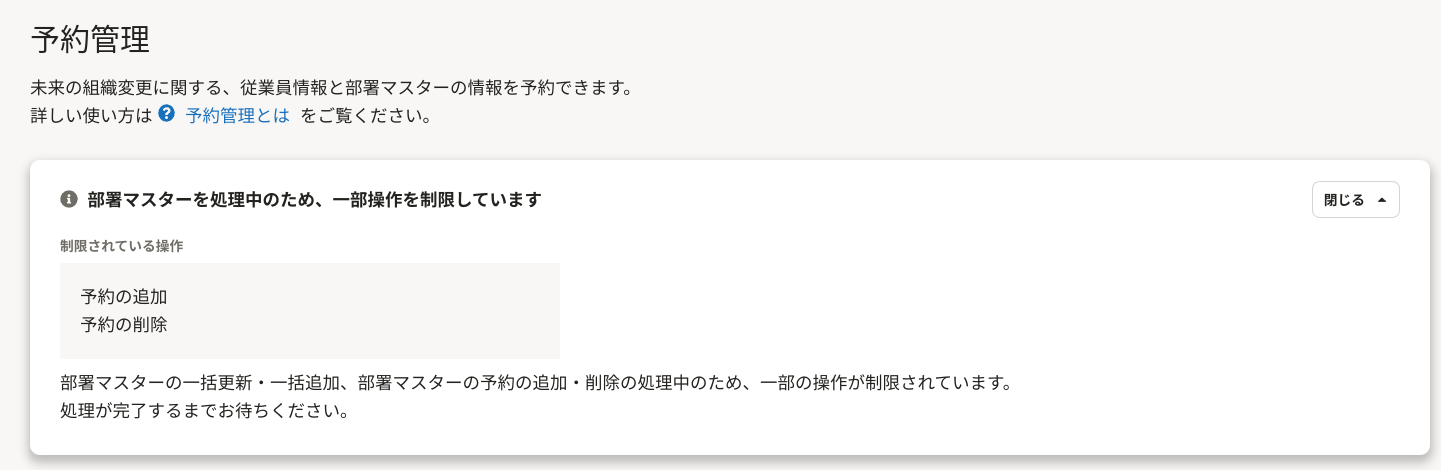 予約管理
未来の組織変更に関する、従業員情報と部署マスターの情報を予約できます。
詳しい使い方は ? 予約管理とは をご覧ください。
部署マスターを処理中のため、一部操作を制限しています
閉じる
制限されている操作
予約の追加
予約の削除
部署マスターの一括更新・一括追加、部署マスターの予約の追加・削除の処理中のため、一部の操作が制限されています。
処理が完了するまでお待ちください。